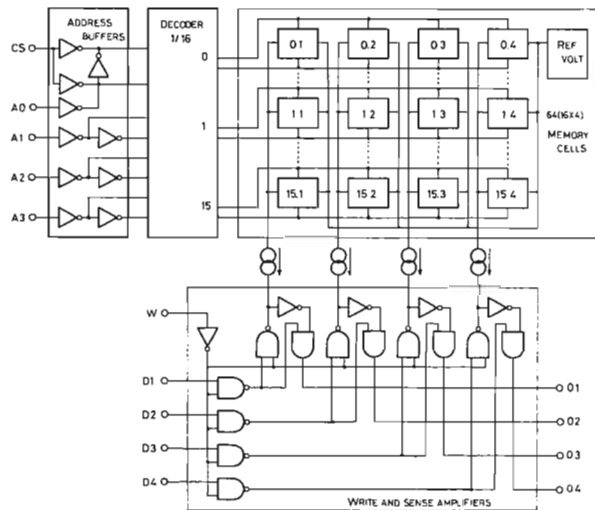 ADDRESS
BUFFERS
DECODER
1/16
CS
A0
A1
A2
A3
0
1
15
0.1
0.2
0.3
0.4
1.1
1.2
1.3
1.4
15.1
15.2
15.3
15.4
REF
VOLT
64(16X4)
MEMORY
CELLS
W
D1
D2
D3
D4
01
02
03
04
WRITE AND SENSE AMPLIFIERS